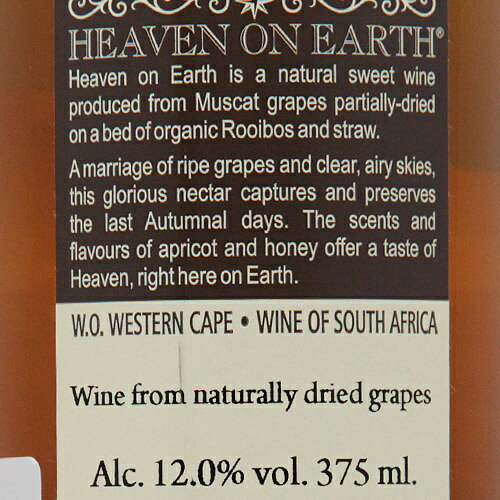 HEAVEN ON EARTH®
Heaven on Earth is a natural sweet wine
produced from Muscat grapes partially-dried
on a bed of organic Rooibos and straw.
A marriage of ripe grapes and clear, airy skies,
this glorious nectar captures and preserves
the last Autumnal days. The scents and
flavours of apricot and honey offer a taste of
Heaven, right here on Earth.
W.O. WESTERN CAPE • WINE OF SOUTH AFRICA
Wine from naturally dried grapes
Alc. 12.0% vol. 375 ml.